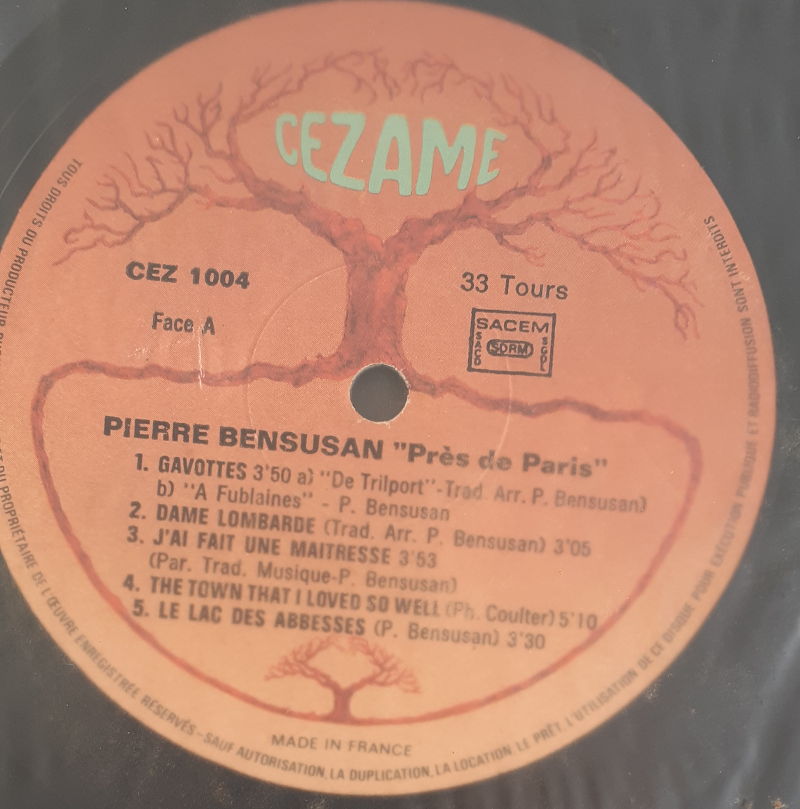 CEZAME
CEZ 1004
33 Tours
Face A
SACEM
SACD
SDRM
SCDL
PIERRE BENSUSAN "Près de Paris"
1. GAVOTTES 3'50 a) "De Trilport"-Trad. Arr. P. Bensusan)
b) "A Fublaines" - P. Bensusan
2. DAME LOMBARDE (Trad. Arr. P. Bensusan) 3'05
3. J'AI FAIT UNE MAITRESSE 3'53
(Par. Trad. Musique-P. Bensusan)
4. THE TOWN THAT I LOVED SO WELL (Ph. Coulter) 5'10
5. LE LAC DES ABBESSES (P. Bensusan) 3'30
MADE IN FRANCE
TOUS DROITS DU PRODUCTEUR ET DU PROPRIÉTAIRE DE L'ŒUVRE ENREGISTRÉE RÉSERVÉS - SAUF AUTORISATION, LA DUPLICATION, LA LOCATION, LE PRÊT, L'UTILISATION DE CE DISQUE POUR EXÉCUTION PUBLIQUE ET RADIODIFFUSION SONT INTERDITS